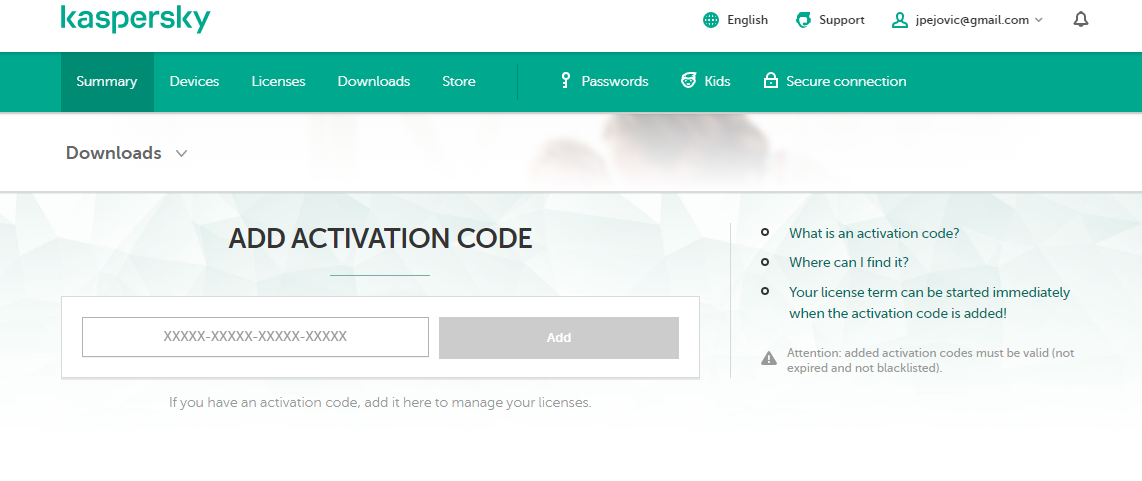 kaspersky
English
Support
jpejovic@gmail.com
Summary
Devices
Licenses
Downloads
Store
Passwords
Kids
Secure connection
Downloads
ADD ACTIVATION CODE
XXXXX-XXXXX-XXXXX-XXXXX
Add
If you have an activation code, add it here to manage your licenses.
What is an activation code?
Where can I find it?
Your license term can be started immediately
when the activation code is added!
Attention: added activation codes must be valid (not
expired and not blacklisted).